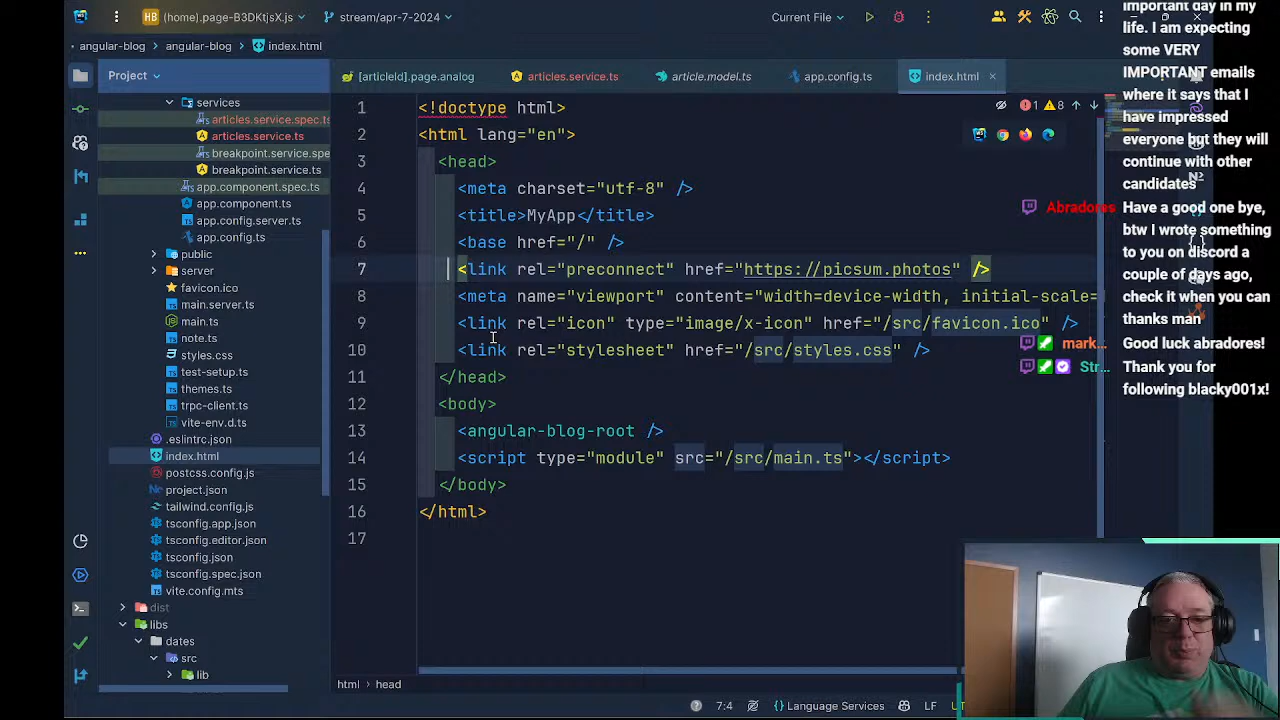 HB (home).page-B3DKtjsX.js
stream/apr-7-2024
Current File
angular-blog
angular-blog
index.html
Project
[articleId].page.analog
articles.service.ts
article.model.ts
app.config.ts
index.html
services
articles.service.spec.ts
articles.service.ts
breakpoint.service.spe
breakpoint.service.ts
app.component.spec.ts
app.component.ts
app.config.server.ts
app.config.ts
public
server
favicon.ico
main.server.ts
main.ts
note.ts
styles.css
test-setup.ts
themes.ts
trpc-client.ts
vite-env.d.ts
.eslintrc.json
index.html
postcss.config.js
project.json
tailwind.config.js
tsconfig.app.json
tsconfig.editor.json
tsconfig.json
tsconfig.spec.json
vite.config.mts
dist
libs
dates
src
lib
1 <!doctype html>
2 <html lang="en">
3 <head>
4 <meta charset="utf-8" />
5 <title>MyApp</title>
6 <base href="/" />
7 <link rel="preconnect" href="https://picsum.photos" />
8 <meta name="viewport" content="width=device-width, initial-scale=
9 <link rel="icon" type="image/x-icon" href="/src/favicon.ico" />
10 <link rel="stylesheet" href="/src/styles.css" />
11 </head>
12 <body>
13 <angular-blog-root />
14 <script type="module" src="/src/main.ts"></script>
15 </body>
16 </html>
17
1 8
html
head
7:4
Language Services
LF
important day in my
life. I am expecting
some VERY
IMPORTANT emails
where it says that I
have impressed
everyone but they will
continue with other
candidates
Abradores
Have a good one bye,
btw I wrote something
to you on discord a
couple of days ago,
check it when you can
thanks man
mark...
Good luck abradores!
Str...
Thank you for
following blacky001x!